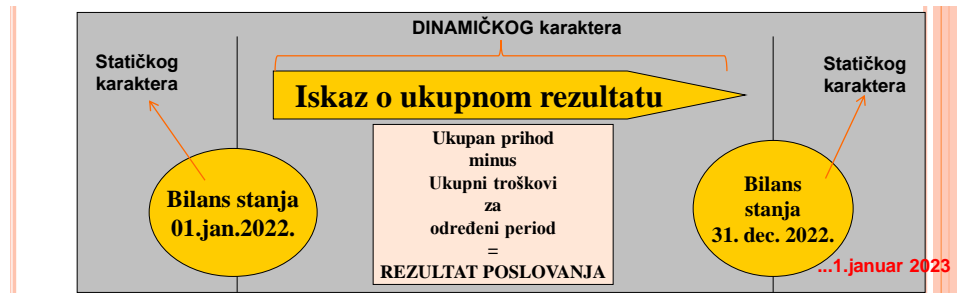 DINAMIČKOG karaktera
Statičkog
karaktera
Statičkog
karaktera
Iskaz o ukupnom rezultatu
Ukupan prihod
minus
Ukupni troškovi
za
određeni period
=
REZULTAT POSLOVANJA
Bilans stanja
01.jan.2022.
Bilans
stanja
31. dec. 2022.
...1.januar 2023